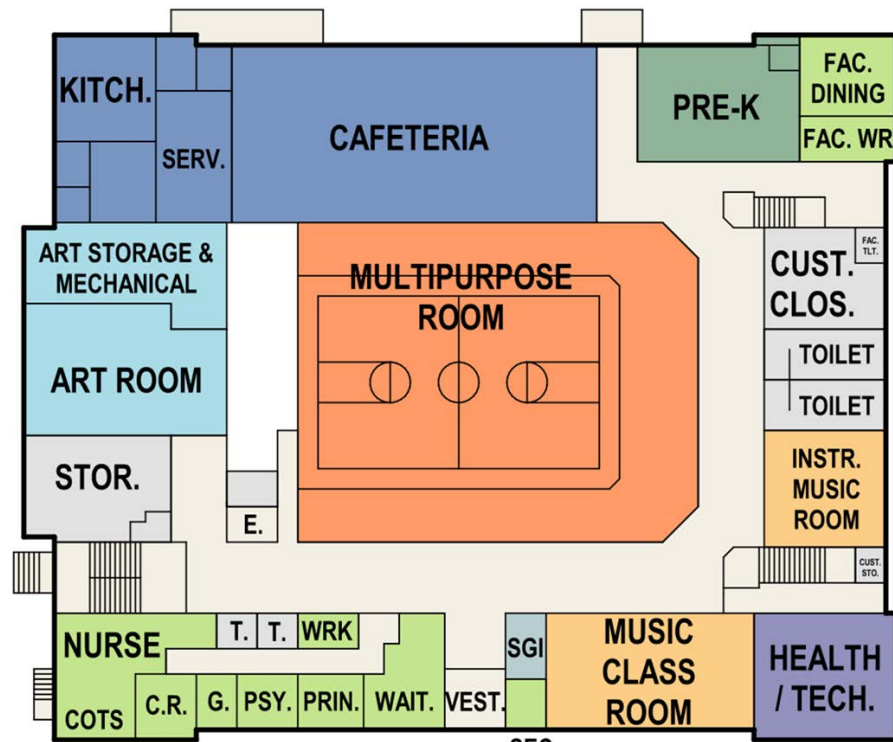 KITCH.
SERV.
CAFETERIA
PRE-K
FAC.
DINING
FAC. WR
ART STORAGE &
MECHANICAL
ART ROOM
MULTIPURPOSE
ROOM
FAC.
TLT.
CUST.
CLOS.
TOILET
TOILET
INSTR.
MUSIC
ROOM
STOR.
E.
CUST.
STO.
NURSE
COTS
T.
T.
WRK
C.R.
G.
PSY.
PRIN.
WAIT.
VEST.
SGI
MUSIC
CLASS
ROOM
HEALTH
/ TECH.